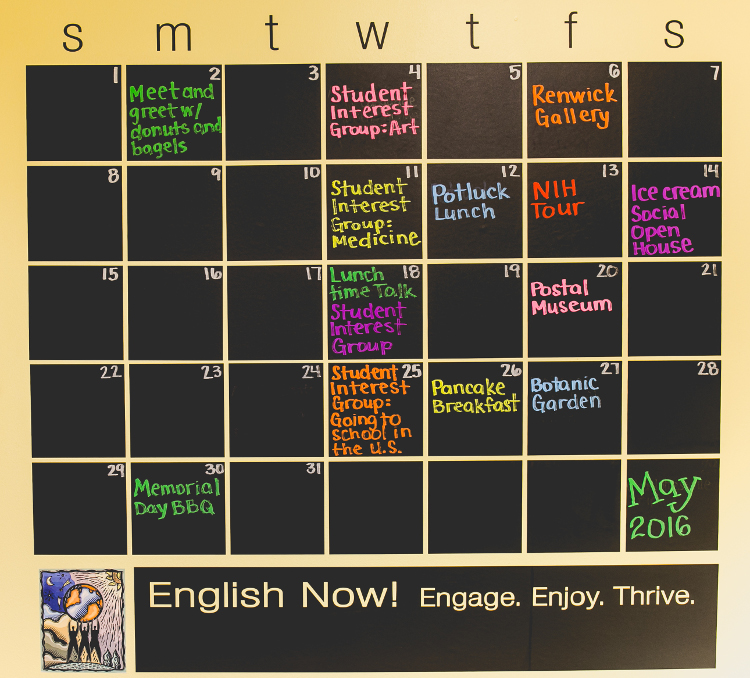 s m t w t f s
1 2 3 4 5 6 7
Meet and
greet w/
donuts and
bagels
Student
Interest
Group: Art
Renwick
Gallery
8 9 10 11 12 13 14
Student
Interest
Group:
Medicine
Potluck
Lunch
NIH
Tour
Ice cream
Social
Open
House
15 16 17 18 19 20 21
Lunch
time Talk
Student
Interest
Group
Postal
Museum
22 23 24 25 26 27 28
Student
Interest
Group:
Going to
school in
the U.S.
Pancake
Breakfast
Botanic
Garden
29 30 31
Memorial
Day BBQ
May
2016
English Now! Engage. Enjoy. Thrive.